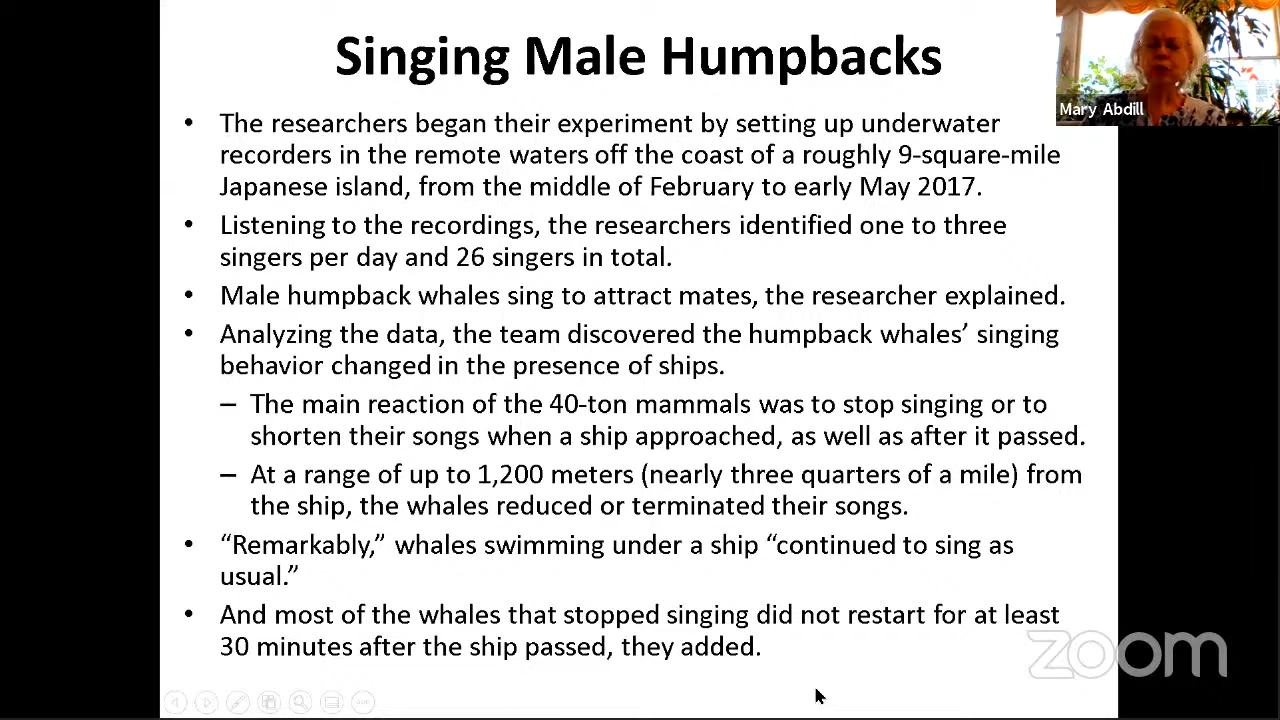 Singing Male Humpbacks
Mary Abdill
• The researchers began their experiment by setting up underwater
recorders in the remote waters off the coast of a roughly 9-square-mile
Japanese island, from the middle of February to early May 2017.
• Listening to the recordings, the researchers identified one to three
singers per day and 26 singers in total.
• Male humpback whales sing to attract mates, the researcher explained.
• Analyzing the data, the team discovered the humpback whales’ singing
behavior changed in the presence of ships.
– The main reaction of the 40-ton mammals was to stop singing or to
shorten their songs when a ship approached, as well as after it passed.
– At a range of up to 1,200 meters (nearly three quarters of a mile) from
the ship, the whales reduced or terminated their songs.
• “Remarkably,” whales swimming under a ship “continued to sing as
usual.”
• And most of the whales that stopped singing did not restart for at least
30 minutes after the ship passed, they added.
zoom